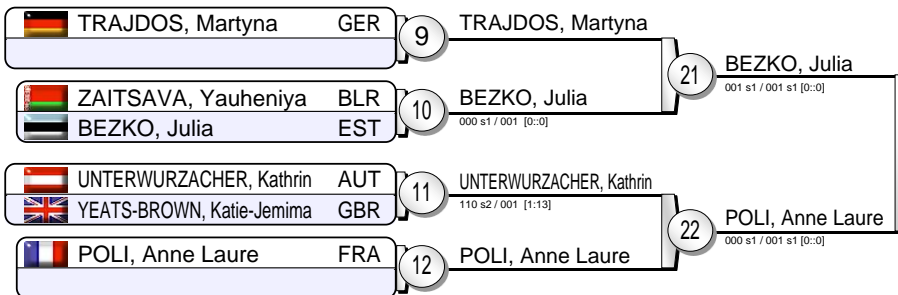 TRAJDOS, Martyna GER
9
TRAJDOS, Martyna
ZAITSAVA, Yauheniya BLR
BEZKO, Julia EST
10
BEZKO, Julia
000 s1 / 001 [0::0]
21
BEZKO, Julia
001 s1 / 001 s1 [0::0]
UNTERWURZACHER, Kathrin AUT
YEATS-BROWN, Katie-Jemima GBR
11
UNTERWURZACHER, Kathrin
110 s2 / 001 [1:13]
POLI, Anne Laure FRA
12
POLI, Anne Laure
22
POLI, Anne Laure
000 s1 / 001 s1 [0::0]